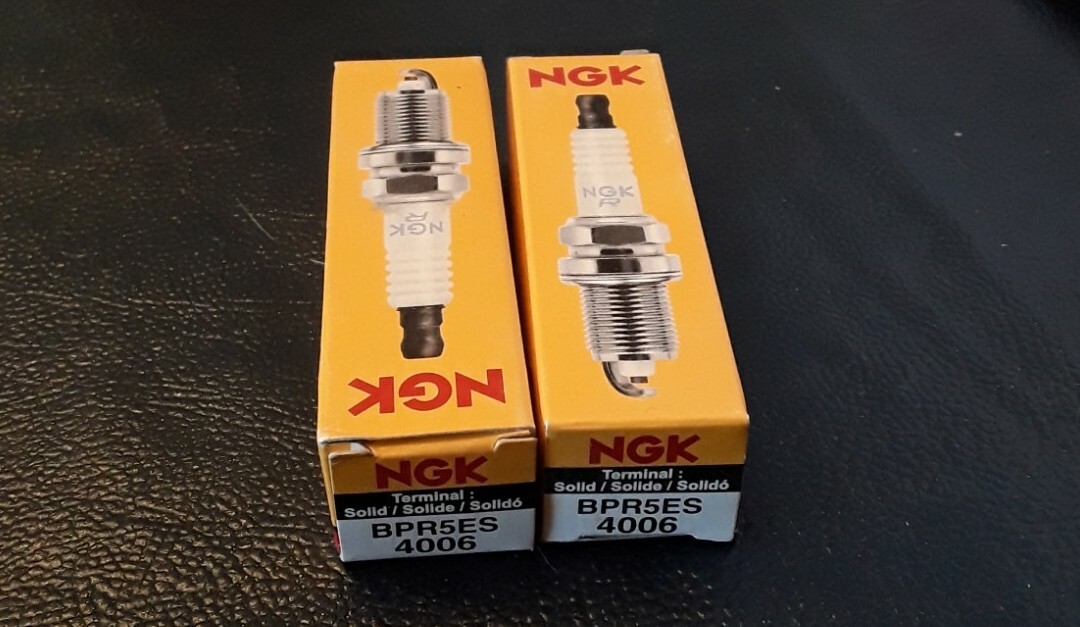 NGK
R
NGK
NGK
Terminal :
Solid / Solide / Solidó
BPR5ES
4006
NGK
NGK
R
NGK
Terminal :
Solid / Solide / Solidó
BPR5ES
4006